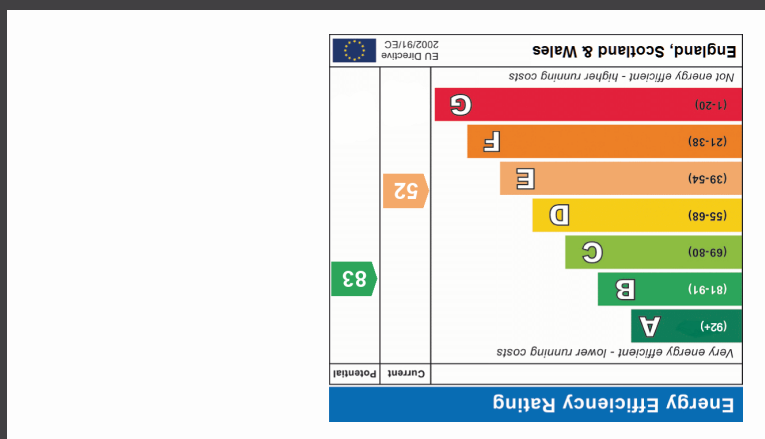 Energy Efficiency Rating
Current Potential
Very energy efficient - lower running costs
(92+) A
(81-91) B
83
(69-80) C
(55-68) D
52
(39-54) E
(21-38) F
(1-20) G
Not energy efficient - higher running costs
England, Scotland & Wales
EU Directive
2002/91/EC